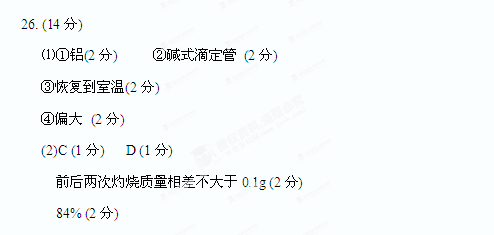 26. (14 分)
⑴①铝(2 分) ②碱式滴定管 (2 分)
③恢复到室温(2 分)
④偏大 (2 分)
(2)C (1 分) D (1 分)
前后两次灼烧质量相差不大于 0.1g (2 分)
84% (2 分)